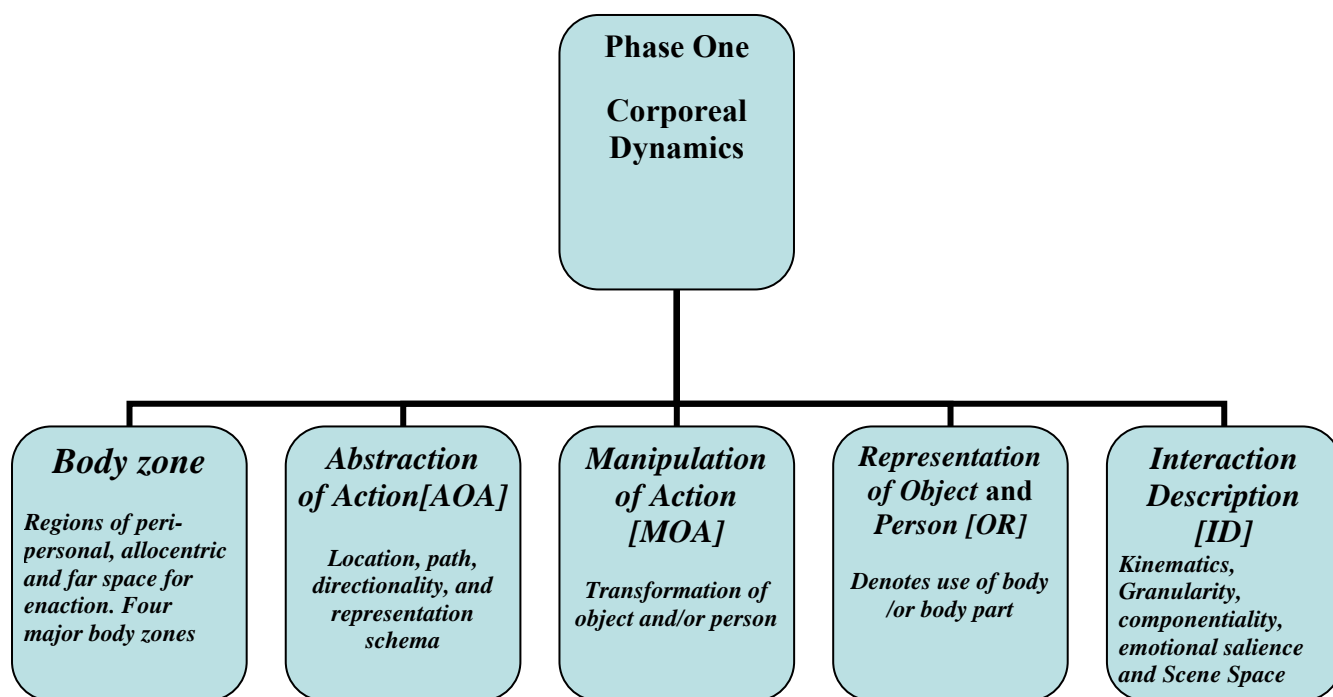 Phase One
Corporeal
Dynamics
Body zone
Regions of peri-
personal, allocentric
and far space for
enaction. Four
major body zones
Abstraction
of Action[AOA]
Location, path,
directionality, and
representation
schema
Manipulation
of Action
[MOA]
Transformation of
object and/or person
Representation
of Object and
Person [OR]
Denotes use of body
/or body part
Interaction
Description
[ID]
Kinematics,
Granularity,
componentiality,
emotional salience
and Scene Space